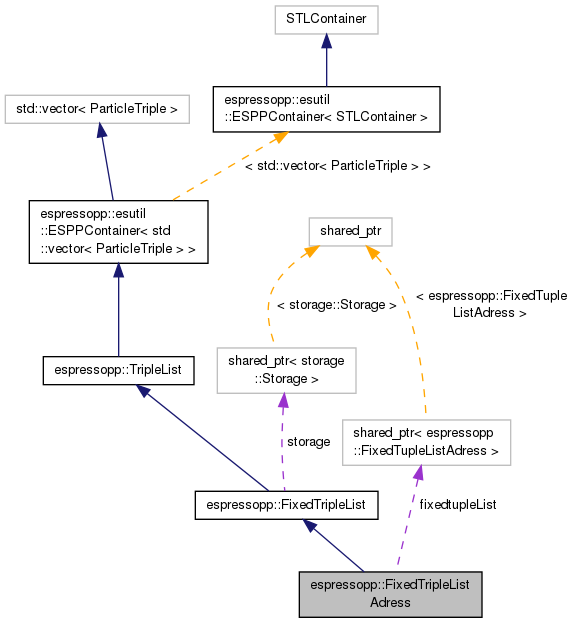 STLContainer
std::vector< ParticleTriple >
espressopp::esutil
::ESPPContainer< STLContainer >
< std::vector< ParticleTriple > >
espressopp::esutil
::ESPPContainer< std
::vector< ParticleTriple > >
shared_ptr
< storage::Storage >
< espressopp::FixedTuple
ListAdress >
espressopp::TripleList
shared_ptr< storage
::Storage >
storage
shared_ptr< espressopp
::FixedTupleListAdress >
espressopp::FixedTripleList
fixedtupleList
espressopp::FixedTripleList
Adress